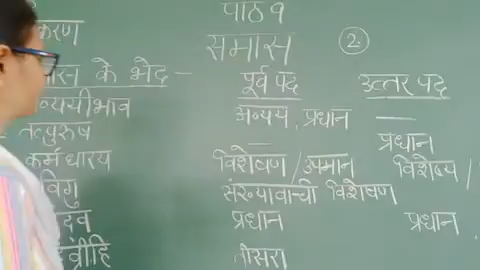 पाठ १
करण
समास
2
के भेद –
पूर्व पद
उत्तर पद
व्ययीभाव
अव्यय प्रधान
तत्पुरुष
प्रधान
कर्मधारय
विशेषण / उपमान
विशेष्य /
विगु
संख्यावाची विशेषण
प्रधान
प्रधान
व्रीहि
तीसरा